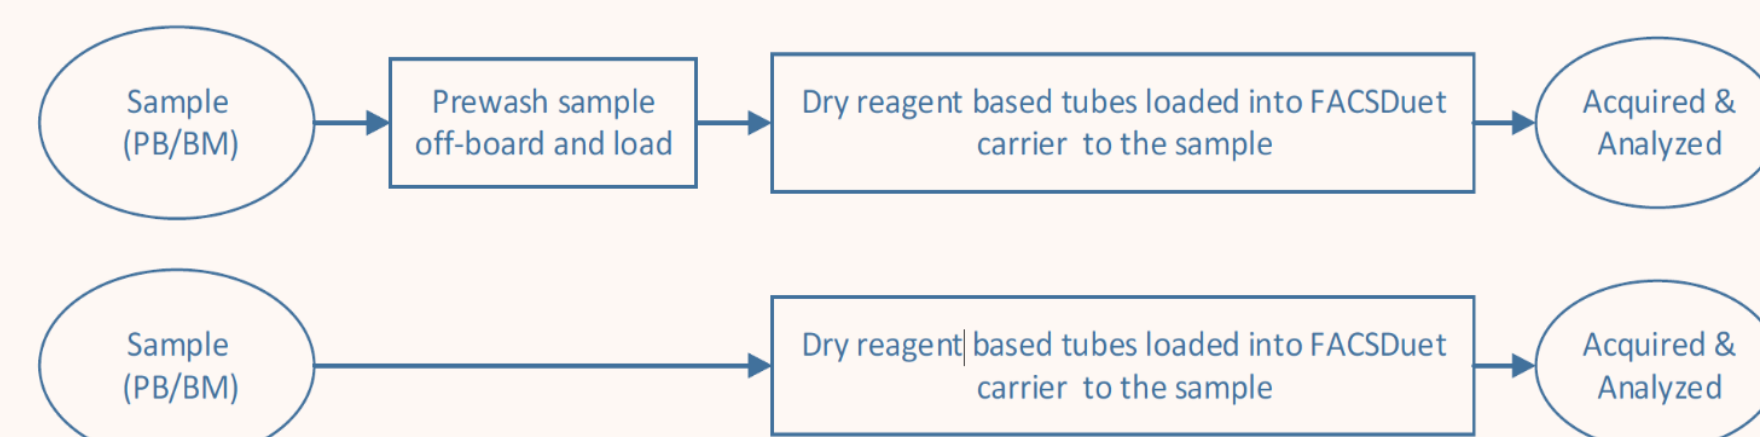 Sample
(PB/BM)
Prewash sample
off-board and load
Dry reagent based tubes loaded into FACSDuet
carrier to the sample
Acquired &
Analyzed
Sample
(PB/BM)
Dry reagent based tubes loaded into FACSDuet
carrier to the sample
Acquired &
Analyzed